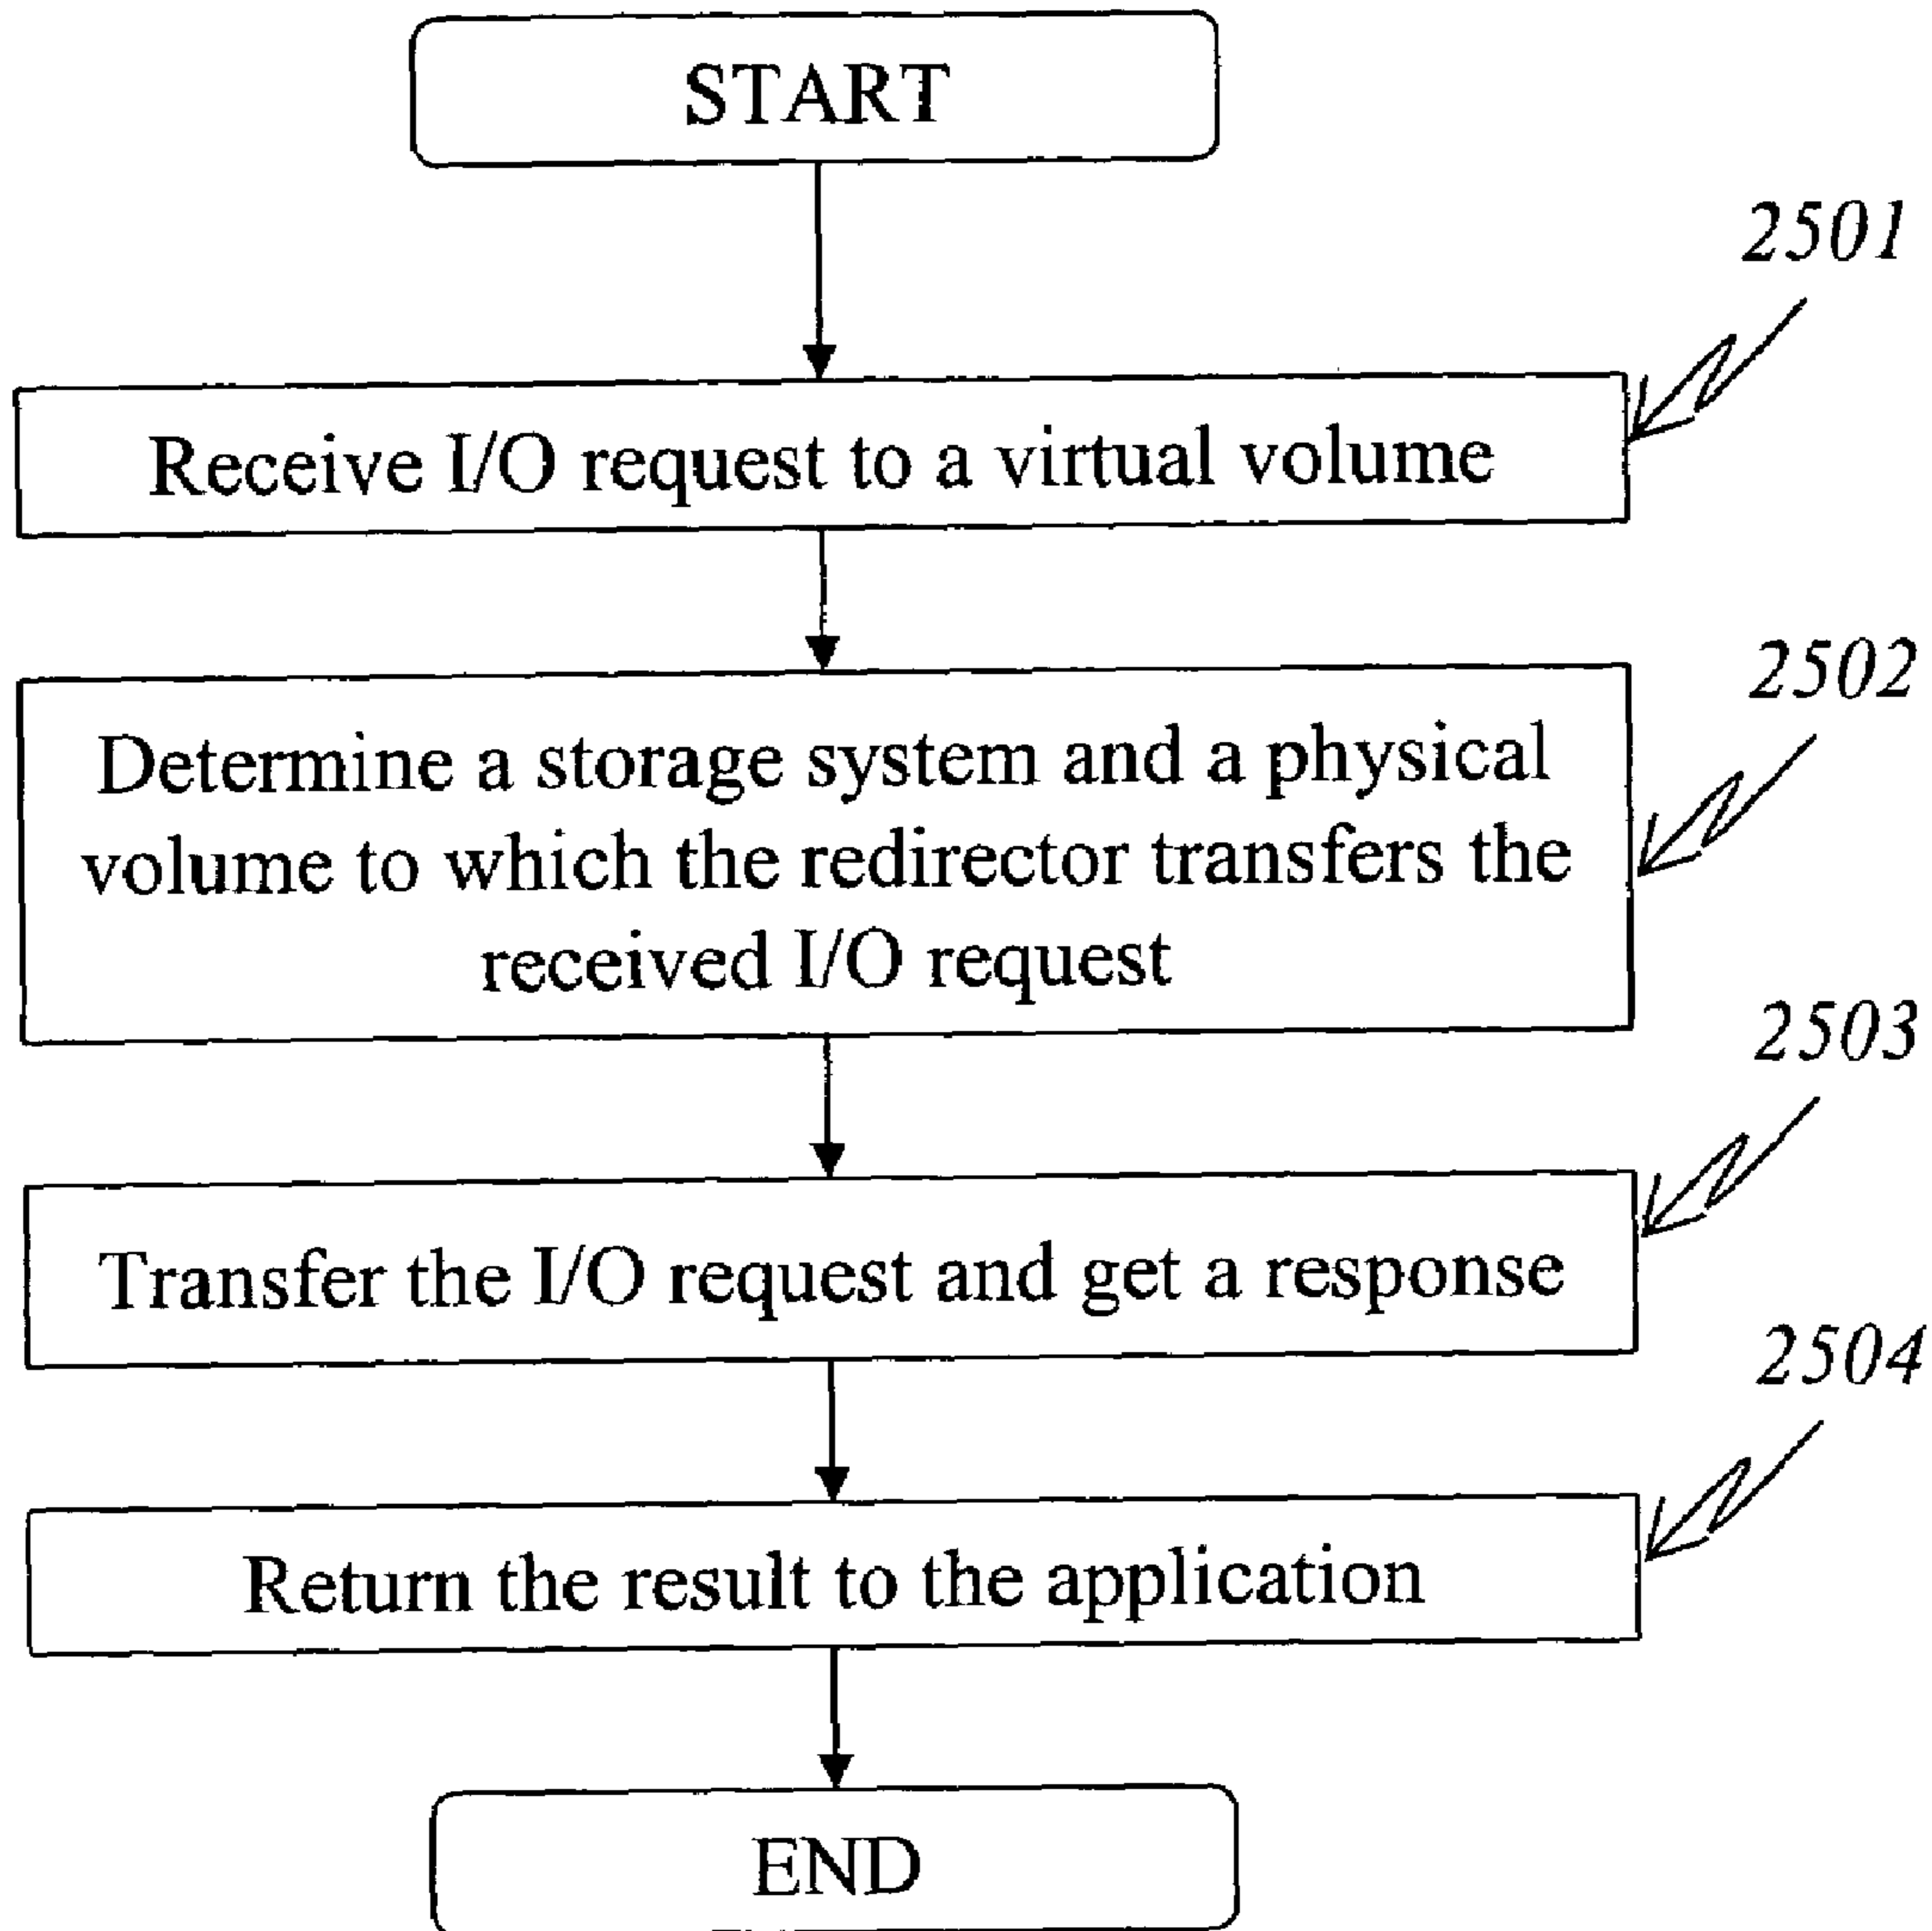 START
2501
Receive I/O request to a virtual volume
2502
Determine a storage system and a physical
volume to which the redirector transfers the
received I/O request
2503
Transfer the I/O request and get a response
2504
Return the result to the application
END